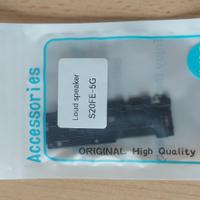 Accessories
Loud speaker
S20FE-5G
ORIGINAL High Quality